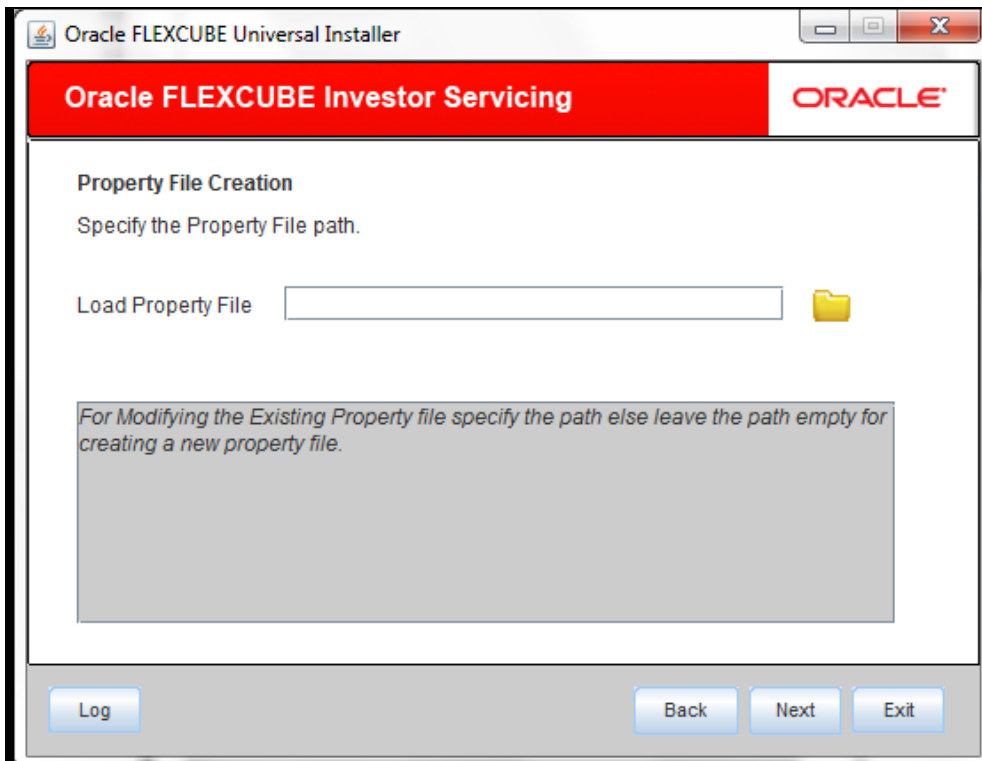 Oracle FLEXCUBE Universal Installer
Oracle FLEXCUBE Investor Servicing
ORACLE
Property File Creation
Specify the Property File path.
Load Property File
For Modifying the Existing Property file specify the path else leave the path empty for
creating a new property file.
Log
Back
Next
Exit